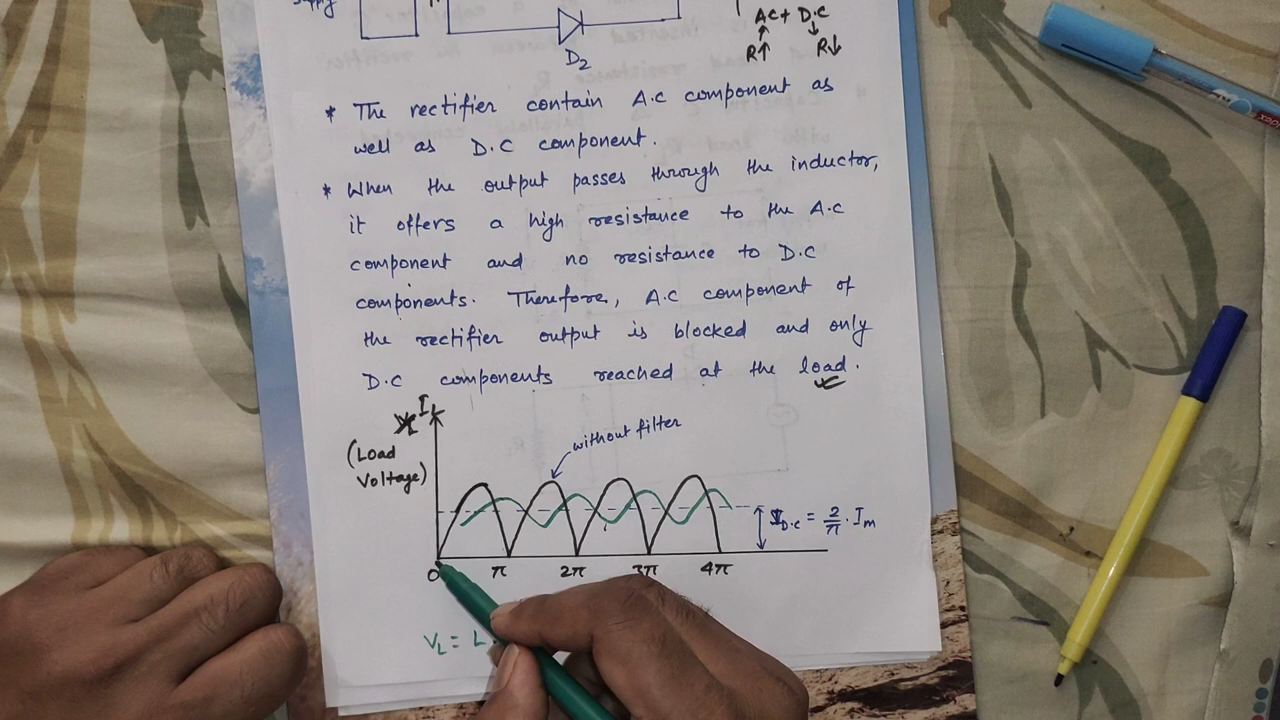 AC + D.C
R↑ R↓
D2
* The rectifier contain A.c component as
well as D.C component.
* When the output passes through the inductor,
it offers a high resistance to the A.C
component and no resistance to D.C
components. Therefore, A.C component of
the rectifier output is blocked and only
D.C components reached at the load.
I
(Load
Voltage)
without filter
I_D.C = 2/π . Im
0 π 2π 3π 4π
VL = L